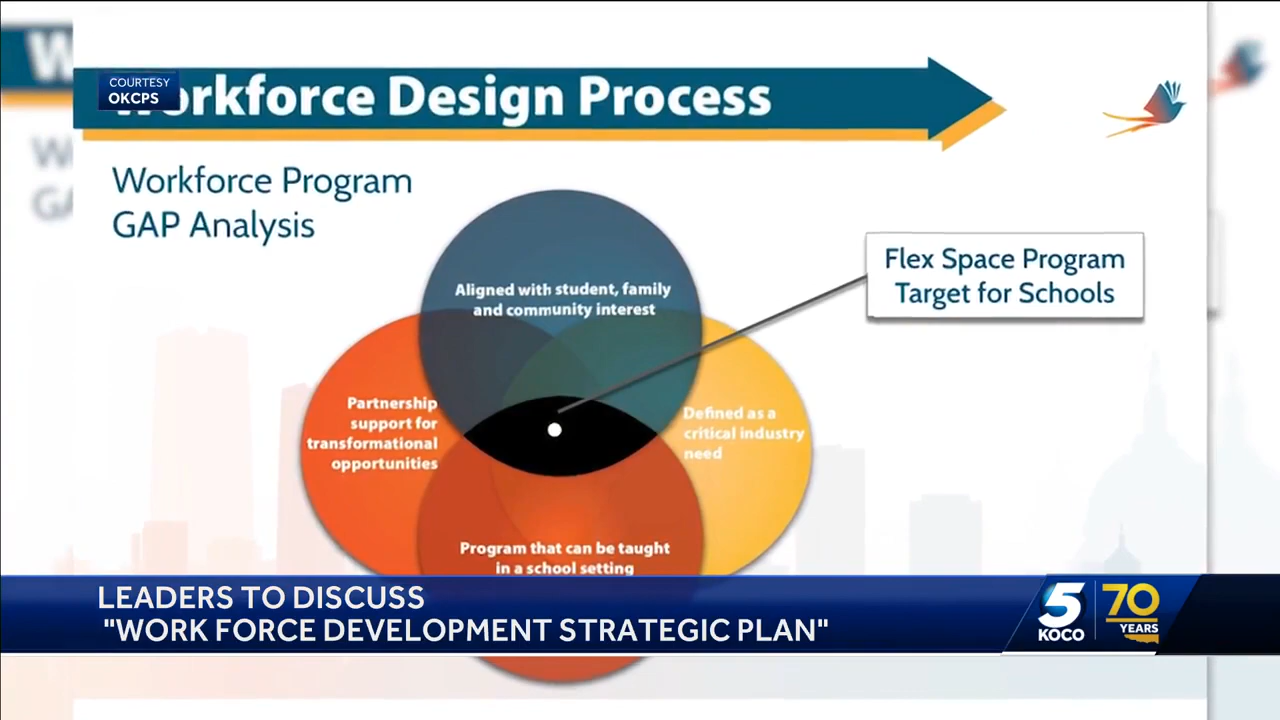 COURTESY
OKCPS
orkforce Design Process
Workforce Program
GAP Analysis
Flex Space Program
Target for Schools
Aligned with student, family
and community interest
Partnership
support for
transformational
opportunities
Defined as a
critical industry
need
Program that can be taught
in a school setting
LEADERS TO DISCUSS
"WORK FORCE DEVELOPMENT STRATEGIC PLAN"
5
KOCO
70
YEARS